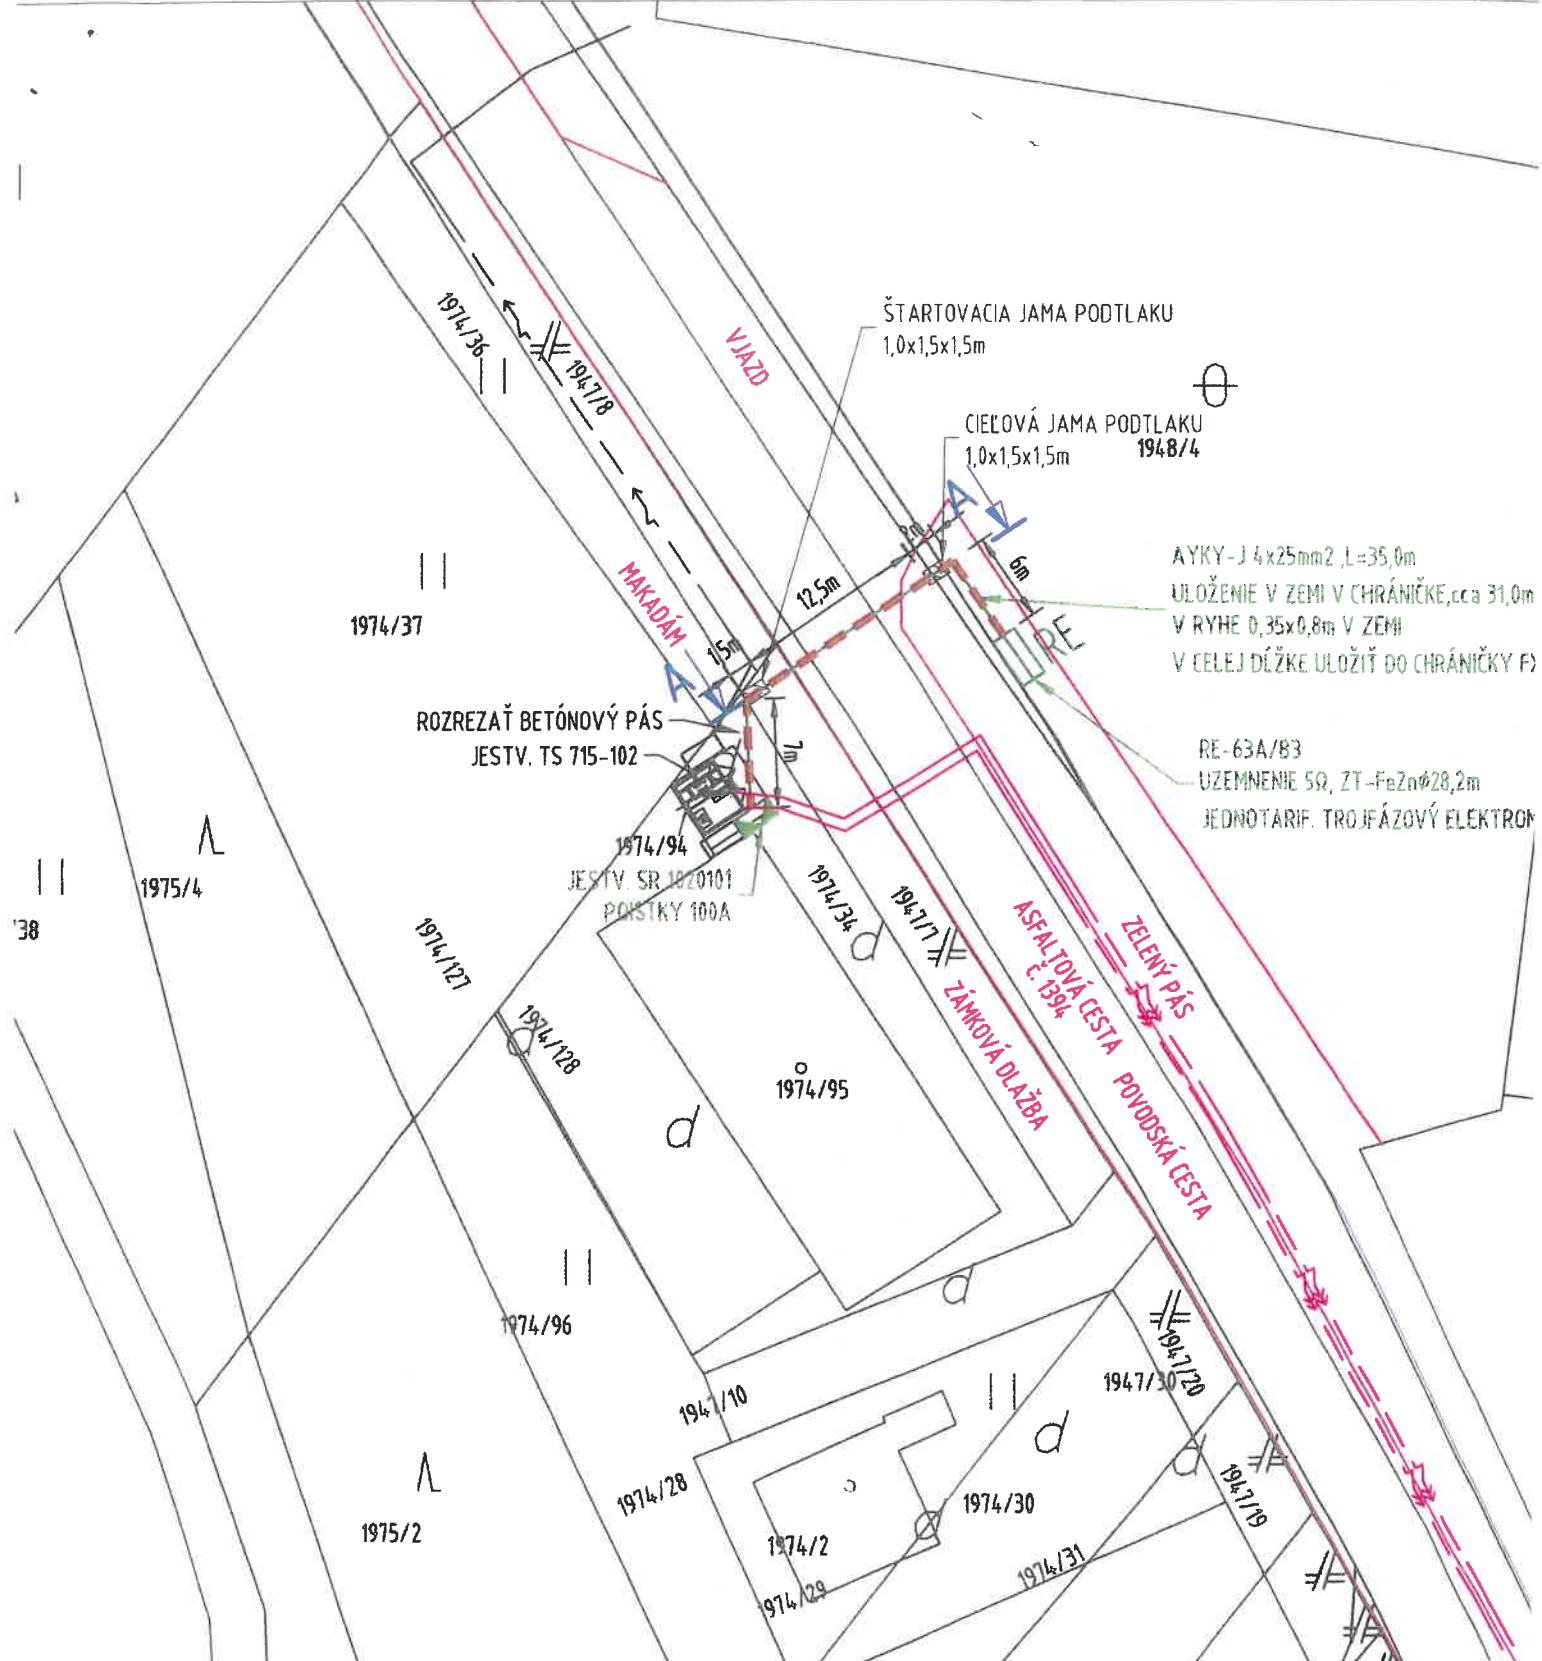 ŠTARTOVACIA JAMA PODTLAKU
1,0x1,5x1,5m
1974/36
1947/8
VJAZD
CIEĽOVÁ JAMA PODTLAKU
1,0x1,5x1,5m
1948/4
A
6m
12,5m
AYKY-J 4x25mm2 ,L=35,0m
ULOŽENIE V ZEMI V CHRÁNIČKE,cca 31,0m
V RYHE 0,35x0,8m V ZEMI
V CELEJ DĹŽKE ULOŽIŤ DO CHRÁNIČKY
MAKADÁM
1974/37
1,5m
RE
A
ROZREZAŤ BETÓNOVÝ PÁS
JESTV. TS 715-102
7m
RE-63A/B3
UZEMNENIE 5Ω, ZT-FeZnø28,2m
JEDNOTARIF. TROJFÁZOVÝ
1974/94
JESTV. SR 1020101
POISTKY 100A
1975/4
38
1974/127
1974/128
1974/34
1947/7
ASFALTOVÁ CESTA
Č. 1394
ZELENÝ PÁS
ZÁMKOVÁ DLAŽBA
POVODSKÁ CESTA
1974/95
d
d
1974/96
d
1947/10
1947/30
1947/20
d
d
1974/28
1974/30
1947/19
1975/2
1974/2
1974/31
974/29